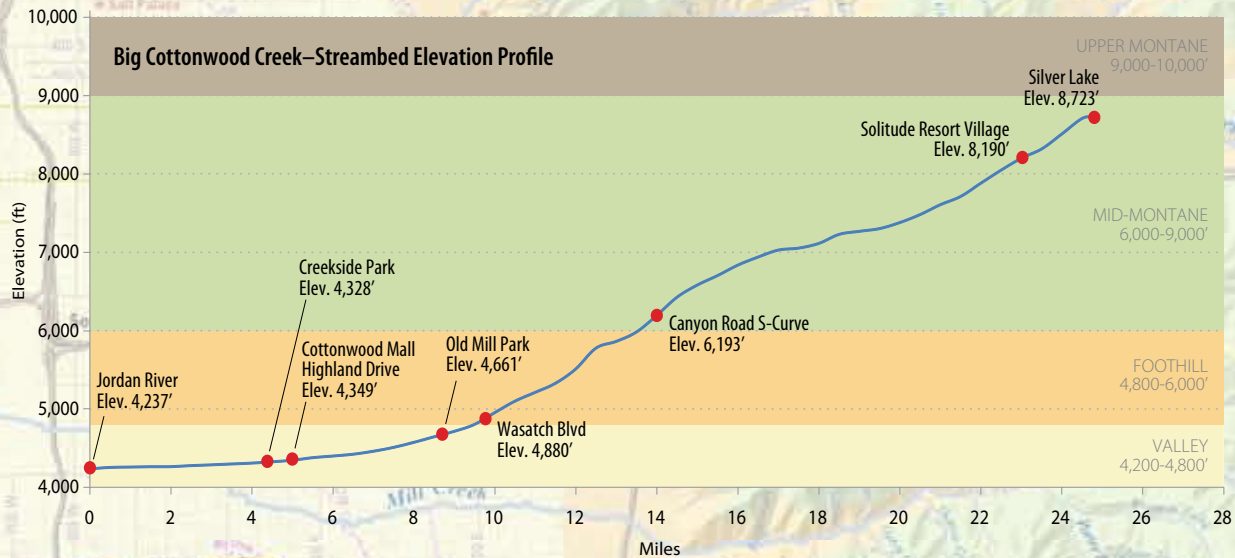 10,000
Big Cottonwood Creek–Streambed Elevation Profile
UPPER MONTANE
9,000-10,000’
9,000
Silver Lake
Elev. 8,723’
Solitude Resort Village
Elev. 8,190’
8,000
MID-MONTANE
6,000-9,000’
7,000
Elevation (ft)
Creekside Park
Elev. 4,328’
6,000
Canyon Road S-Curve
Elev. 6,193’
Cottonwood Mall
Highland Drive
Elev. 4,349’
Old Mill Park
Elev. 4,661’
FOOTHILL
4,800-6,000’
Jordan River
Elev. 4,237’
5,000
Wasatch Blvd
Elev. 4,880’
VALLEY
4,200-4,800’
4,000
Mill Creek
0 2 4 6 8 10 12 14 16 18 20 22 24 26 28
Miles